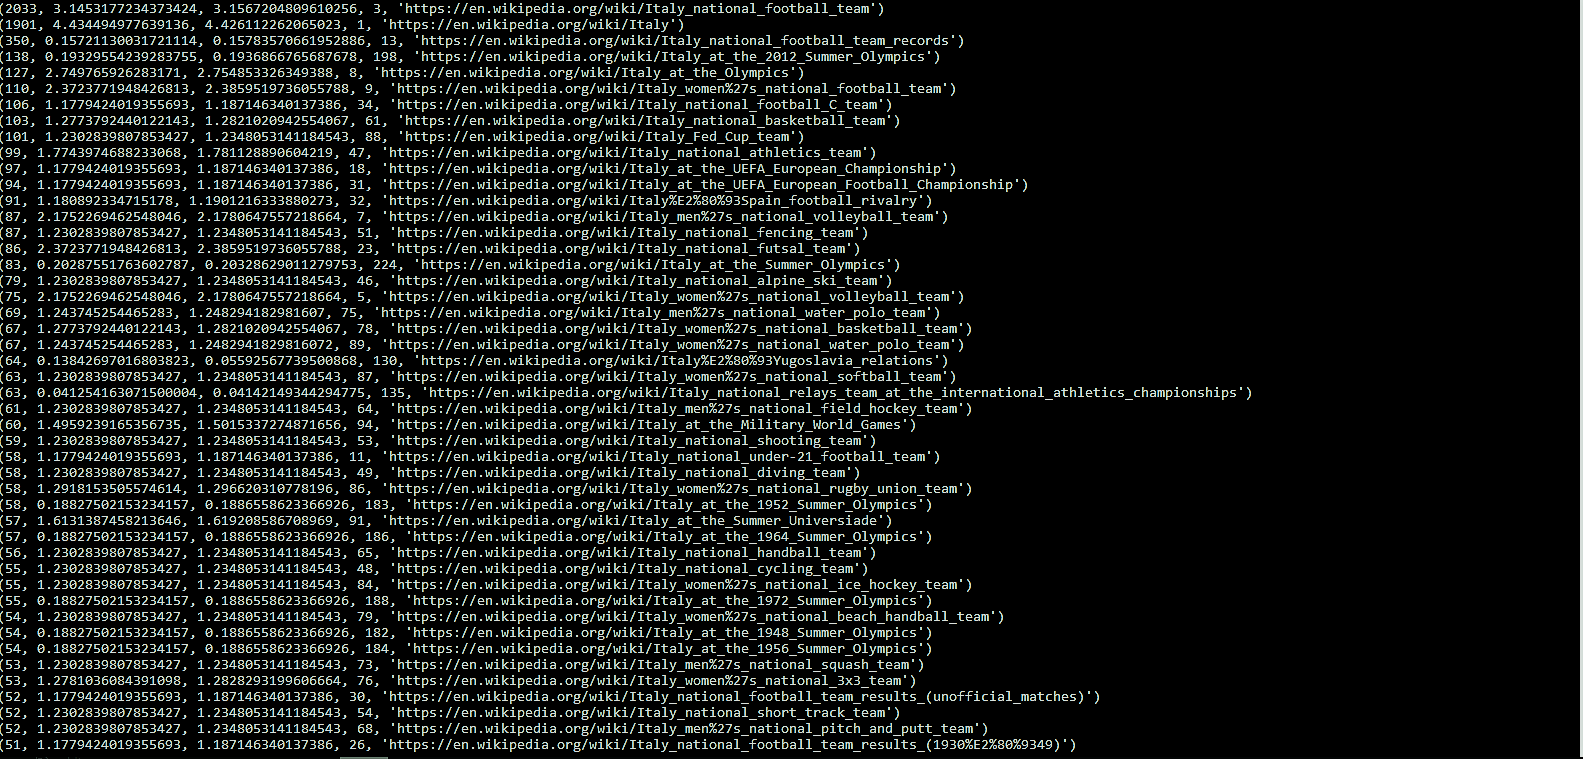 (2033, 3.1453177234373424, 3.1567204809610256, 3, 'https://en.wikipedia.org/wiki/Italy_national_football_team')
(1901, 4.434494977639136, 4.426112262065023, 1, 'https://en.wikipedia.org/wiki/Italy')
(350, 0.15721130031721114, 0.15783570661952886, 13, 'https://en.wikipedia.org/wiki/Italy_national_football_team_records')
(138, 0.19329554239283755, 0.1936866765687678, 198, 'https://en.wikipedia.org/wiki/Italy_at_the_2012_Summer_Olympics')
(127, 2.749765926283171, 2.754853326349388, 8, 'https://en.wikipedia.org/wiki/Italy_at_the_Olympics')
(110, 2.3723771948426813, 2.3859519736055788, 9, 'https://en.wikipedia.org/wiki/Italy_women%27s_national_football_team')
(106, 1.1779424019355693, 1.187146340137386, 34, 'https://en.wikipedia.org/wiki/Italy_national_football_C_team')
(103, 1.2773792440122143, 1.2821020942554067, 61, 'https://en.wikipedia.org/wiki/Italy_national_basketball_team')
(101, 1.2302839807853427, 1.2348053141184543, 88, 'https://en.wikipedia.org/wiki/Italy_Fed_Cup_team')
(99, 1.7743974688233068, 1.781128890604219, 47, 'https://en.wikipedia.org/wiki/Italy_national_athletics_team')
(97, 1.1779424019355693, 1.187146340137386, 18, 'https://en.wikipedia.org/wiki/Italy_at_the_UEFA_European_Championship')
(94, 1.1779424019355693, 1.187146340137386, 31, 'https://en.wikipedia.org/wiki/Italy_at_the_UEFA_European_Football_Championship')
(91, 1.180892334715178, 1.1901216333880273, 32, 'https://en.wikipedia.org/wiki/Italy%E2%80%93Spain_football_rivalry')
(87, 2.1752269462548046, 2.1780647557218664, 7, 'https://en.wikipedia.org/wiki/Italy_men%27s_national_volleyball_team')
(87, 1.2302839807853427, 1.2348053141184543, 51, 'https://en.wikipedia.org/wiki/Italy_national_fencing_team')
(86, 2.3723771948426813, 2.3859519736055788, 23, 'https://en.wikipedia.org/wiki/Italy_national_futsal_team')
(83, 0.20287551763602787, 0.20328629011279753, 224, 'https://en.wikipedia.org/wiki/Italy_at_the_Summer_Olympics')
(79, 1.2302839807853427, 1.2348053141184543, 46, 'https://en.wikipedia.org/wiki/Italy_national_alpine_ski_team')
(75, 2.1752269462548046, 2.1780647557218664, 5, 'https://en.wikipedia.org/wiki/Italy_women%27s_national_volleyball_team')
(69, 1.243745254465283, 1.248294182981607, 75, 'https://en.wikipedia.org/wiki/Italy_men%27s_national_water_polo_team')
(67, 1.2773792440122143, 1.2821020942554067, 78, 'https://en.wikipedia.org/wiki/Italy_women%27s_national_basketball_team')
(67, 1.243745254465283, 1.2482941829816072, 89, 'https://en.wikipedia.org/wiki/Italy_women%27s_national_water_polo_team')
(64, 0.13842697016803823, 0.05592567739500868, 130, 'https://en.wikipedia.org/wiki/Italy%E2%80%93Yugoslavia_relations')
(63, 1.2302839807853427, 1.2348053141184543, 87, 'https://en.wikipedia.org/wiki/Italy_women%27s_national_softball_team')
(63, 0.041254163071500004, 0.04142149344294775, 135, 'https://en.wikipedia.org/wiki/Italy_national_relays_team_at_the_international_athletics_championships')
(61, 1.2302839807853427, 1.2348053141184543, 64, 'https://en.wikipedia.org/wiki/Italy_men%27s_national_field_hockey_team')
(60, 1.4959239165356735, 1.5015337274871656, 94, 'https://en.wikipedia.org/wiki/Italy_at_the_Military_World_Games')
(59, 1.2302839807853427, 1.2348053141184543, 53, 'https://en.wikipedia.org/wiki/Italy_national_shooting_team')
(58, 1.1779424019355693, 1.187146340137386, 11, 'https://en.wikipedia.org/wiki/Italy_national_under-21_football_team')
(58, 1.2302839807853427, 1.2348053141184543, 49, 'https://en.wikipedia.org/wiki/Italy_national_diving_team')
(58, 1.2918153505574614, 1.296620310778196, 86, 'https://en.wikipedia.org/wiki/Italy_women%27s_national_rugby_union_team')
(58, 0.18827502153234157, 0.1886558623366926, 183, 'https://en.wikipedia.org/wiki/Italy_at_the_1952_Summer_Olympics')
(57, 1.6131387458213646, 1.619208586708969, 91, 'https://en.wikipedia.org/wiki/Italy_at_the_Summer_Universiade')
(57, 0.18827502153234157, 0.1886558623366926, 186, 'https://en.wikipedia.org/wiki/Italy_at_the_1964_Summer_Olympics')
(56, 1.2302839807853427, 1.2348053141184543, 65, 'https://en.wikipedia.org/wiki/Italy_national_handball_team')
(55, 1.2302839807853427, 1.2348053141184543, 48, 'https://en.wikipedia.org/wiki/Italy_national_cycling_team')
(55, 1.2302839807853427, 1.2348053141184543, 84, 'https://en.wikipedia.org/wiki/Italy_women%27s_national_ice_hockey_team')
(55, 0.18827502153234157, 0.1886558623366926, 188, 'https://en.wikipedia.org/wiki/Italy_at_the_1972_Summer_Olympics')
(54, 1.2302839807853427, 1.2348053141184543, 79, 'https://en.wikipedia.org/wiki/Italy_women%27s_national_beach_handball_team')
(54, 0.18827502153234157, 0.1886558623366926, 182, 'https://en.wikipedia.org/wiki/Italy_at_the_1948_Summer_Olympics')
(54, 0.18827502153234157, 0.1886558623366926, 184, 'https://en.wikipedia.org/wiki/Italy_at_the_1956_Summer_Olympics')
(53, 1.2302839807853427, 1.2348053141184543, 73, 'https://en.wikipedia.org/wiki/Italy_men%27s_national_squash_team')
(53, 1.2781036084391098, 1.2828293199606664, 76, 'https://en.wikipedia.org/wiki/Italy_women%27s_national_3x3_team')
(52, 1.1779424019355693, 1.187146340137386, 30, 'https://en.wikipedia.org/wiki/Italy_national_football_team_results_(unofficial_matches)')
(52, 1.2302839807853427, 1.2348053141184543, 54, 'https://en.wikipedia.org/wiki/Italy_national_short_track_team')
(52, 1.2302839807853427, 1.2348053141184543, 68, 'https://en.wikipedia.org/wiki/Italy_men%27s_national_pitch_and_putt_team')
(51, 1.1779424019355693, 1.187146340137386, 26, 'https://en.wikipedia.org/wiki/Italy_national_football_team_results_(1930%E2%80%9349)')